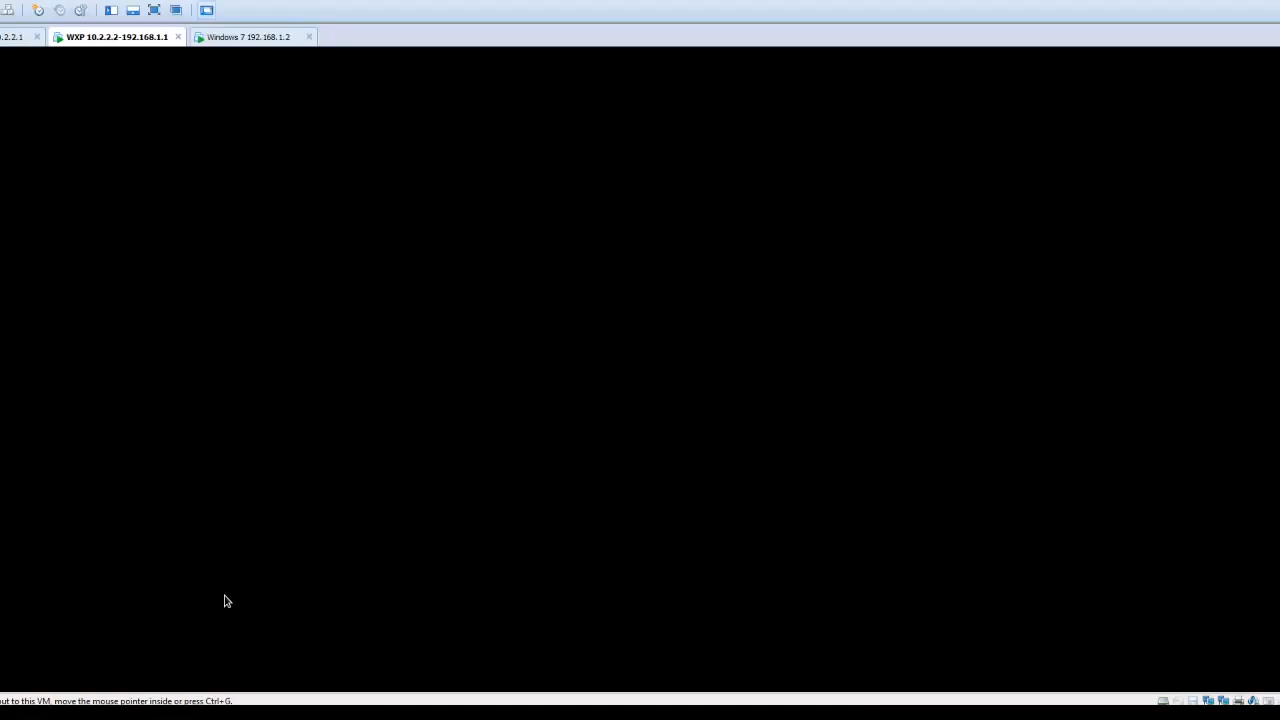 .2.2.1
WXP 10.2.2.2-192.168.1.1
Windows 7 192.168.1.2
to this VM, move the mouse pointer inside or press Ctrl+G.